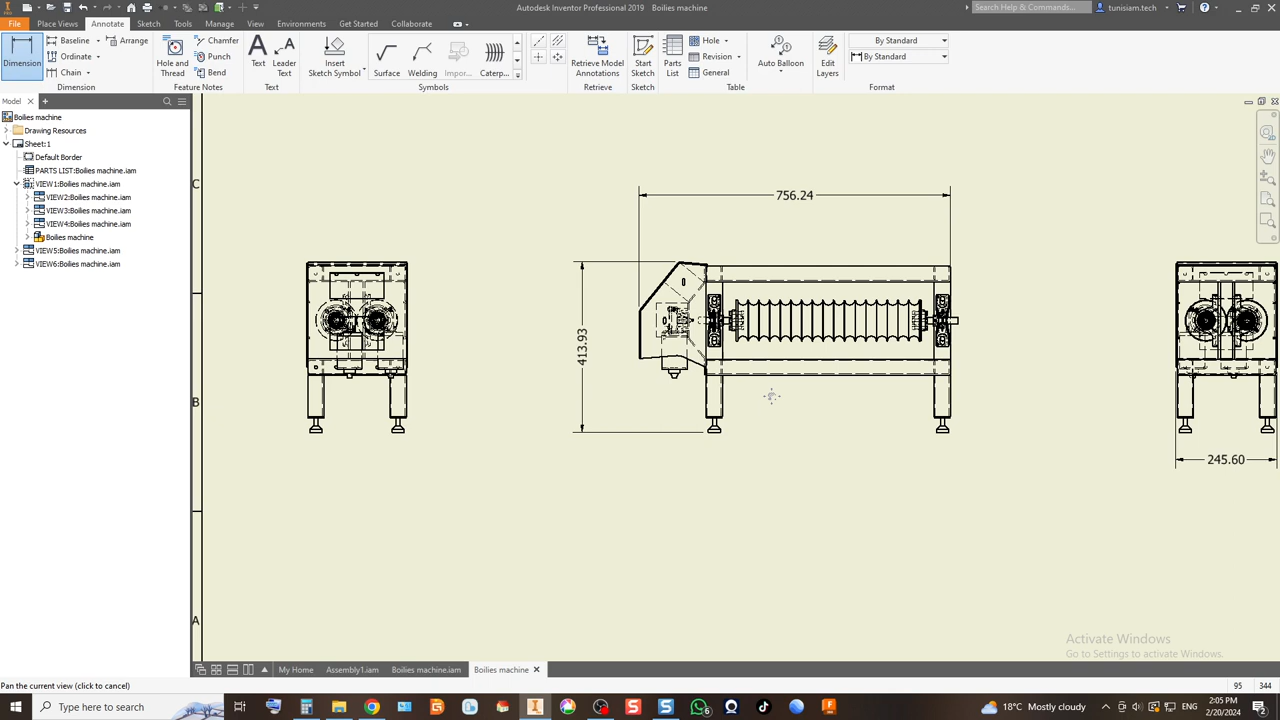 Autodesk Inventor Professional 2019 Boilies machine
Search Help & Commands...
tunisiam.tech
File Place Views Annotate Sketch Tools Manage View Environments Get Started Collaborate
Dimension
Baseline
Arrange
Ordinate
Chain
Dimension
Hole and Thread
Chamfer
Punch
Bend
Feature Notes
Text
Leader Text
Text
Insert Sketch Symbol
Surface
Welding
Impor...
Caterp...
Symbols
Retrieve Model Annotations
Retrieve
Start Sketch
Sketch
Parts List
Hole
Revision
General
Auto Balloon
Table
Edit Layers
By Standard
By Standard
Format
Model
Boilies machine
Drawing Resources
Sheet:1
Default Border
PARTS LIST:Boilies machine.iam
VIEW1:Boilies machine.iam
VIEW2:Boilies machine.iam
VIEW3:Boilies machine.iam
VIEW4:Boilies machine.iam
Boilies machine
VIEW5:Boilies machine.iam
VIEW6:Boilies machine.iam
C
B
A
756.24
413.93
245.60
Activate Windows
Go to Settings to activate Windows.
My Home Assembly1.iam Boilies machine.iam Boilies machine
Pan the current view (click to cancel)
95 344
Type here to search
6
18°C Mostly cloudy
ENG
2:05 PM
2/20/2024